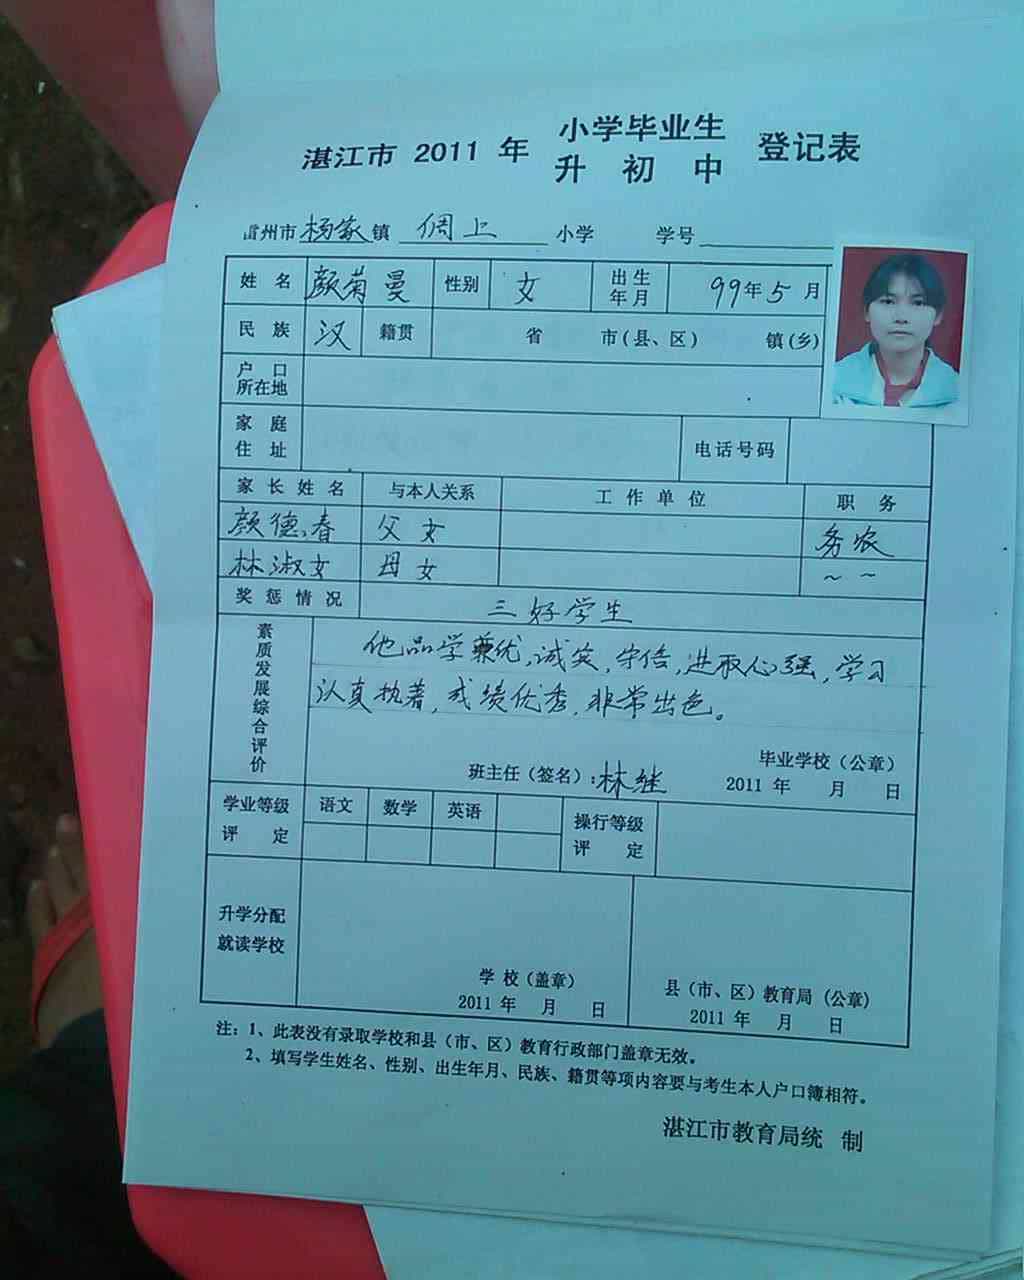 湛江市 2011 年 小学毕业生 登记表
升 初 中
雷州市杨家镇 倜上 小学 学号
姓 名 颜菊曼 性别 女 出生年月 99年5月
民 族 汉 籍贯 省 市(县、区) 镇(乡)
户 口
所在地
家 庭
住 址 电话号码
家长姓名 与本人关系 工作单位 职 务
颜德春 父女 务农
林淑女 母女 ~ ~
奖惩情况 三好学生
素质发展综合评价
他品学兼优,诚实,守信,进取心强,学习
认真执著,成绩优秀,非常出色。
毕业学校(公章)
班主任(签名):林继 2011 年 月 日
学业等级
评 定
语文 数学 英语
操行等级
评 定
升学分配
就读学校
学 校(盖章)
2011 年 月 日
县(市、区)教育局(公章)
2011 年 月 日
注:1、此表没有录取学校和县(市、区)教育行政部门盖章无效。
2、填写学生姓名、性别、出生年月、民族、籍贯等项内容要与考生本人户口簿相符。
湛江市教育局统 制